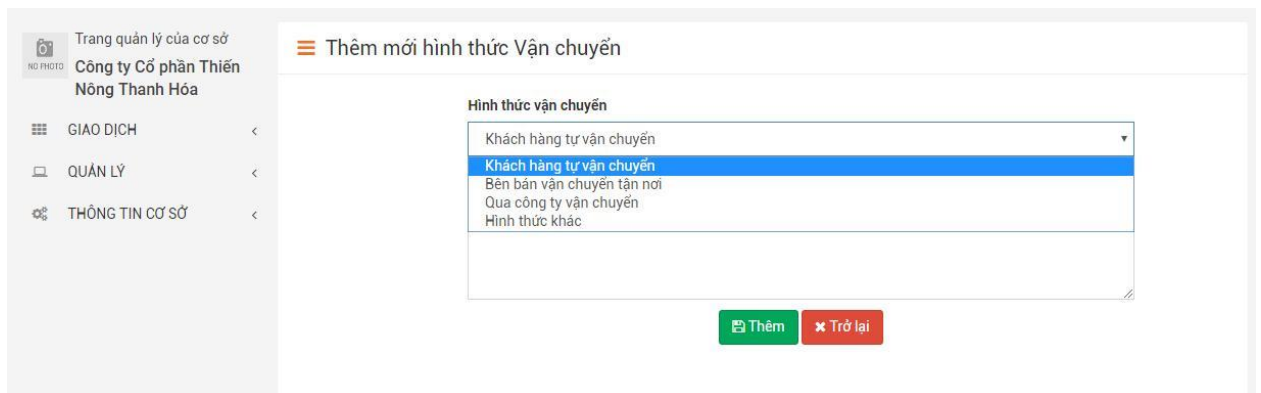 Trang quản lý của cơ sở
NO PHOTO
Công ty Cổ phần Thiến
Nông Thanh Hóa
GIAO DỊCH
QUẢN LÝ
THÔNG TIN CƠ SỞ
Thêm mới hình thức Vận chuyển
Hình thức vận chuyển
Khách hàng tự vận chuyển
Khách hàng tự vận chuyển
Bên bán vận chuyển tận nơi
Qua công ty vận chuyển
Hình thức khác
Thêm
Trở lại